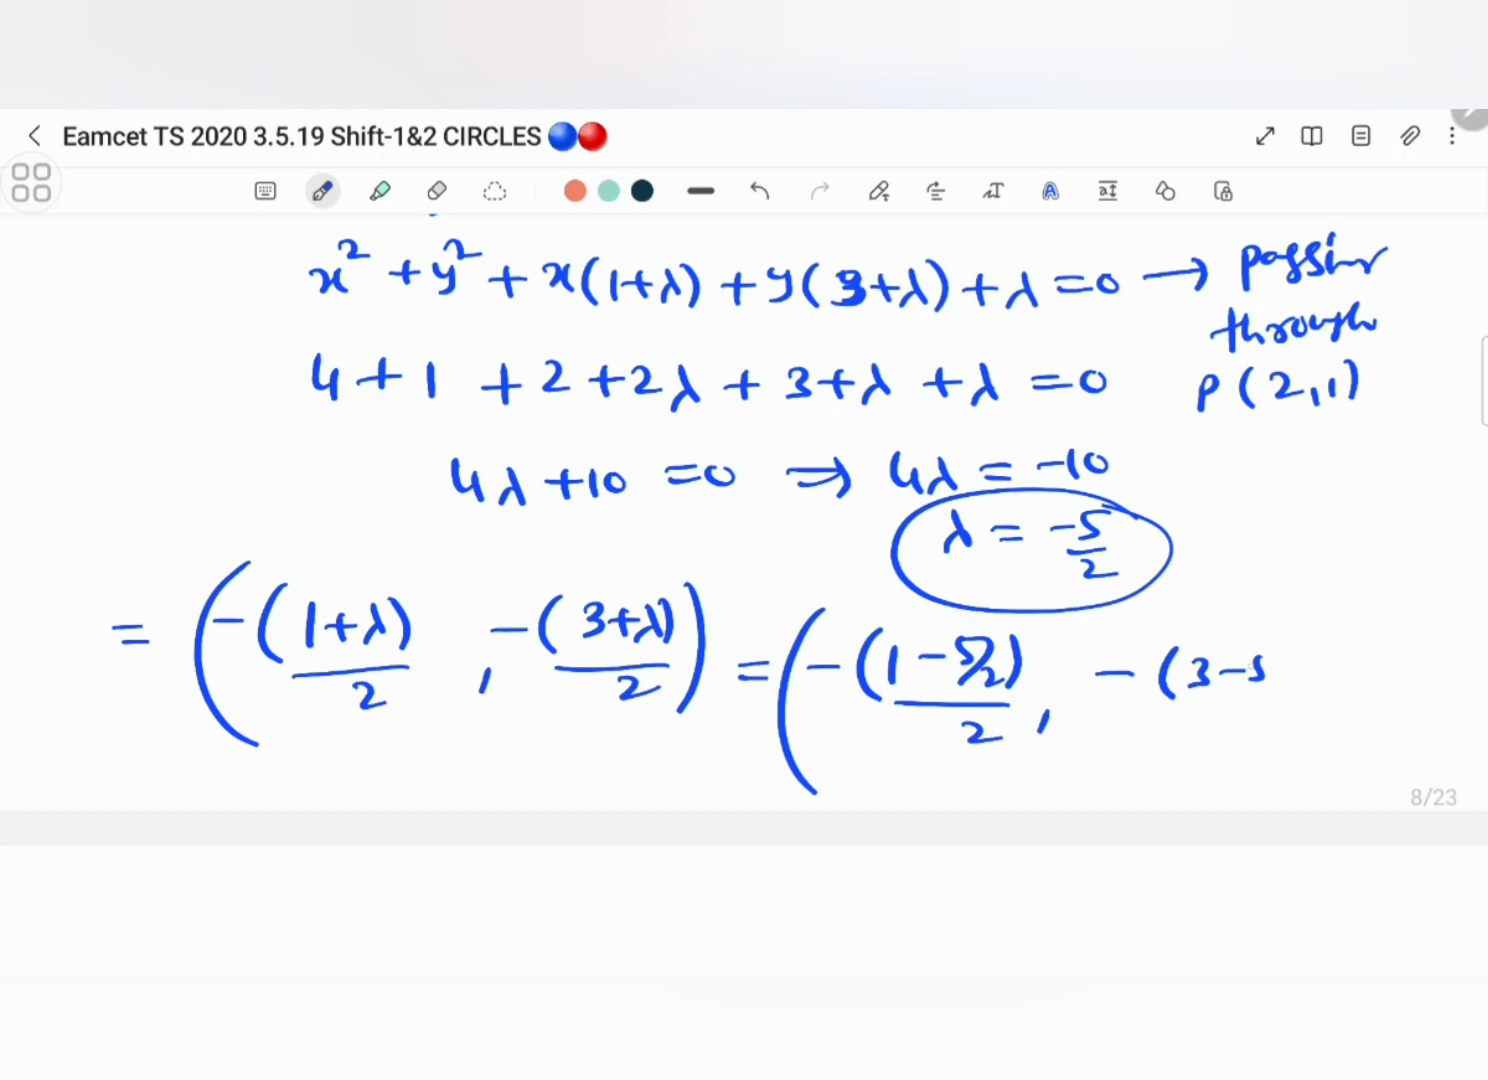 Eamcet TS 2020 3.5.19 Shift-1&2 CIRCLES 🔵🔴
x² + y² + x(1+λ) + y(3+λ) + λ = 0 → passing
through
4 + 1 + 2 + 2λ + 3 + λ + λ = 0 P(2,1)
4λ + 10 = 0 ⇒ 4λ = -10
λ = -5/2
= (-(1+λ)/2, -(3+λ)/2) = (-(1-5/2)/2, -(3-5
8/23